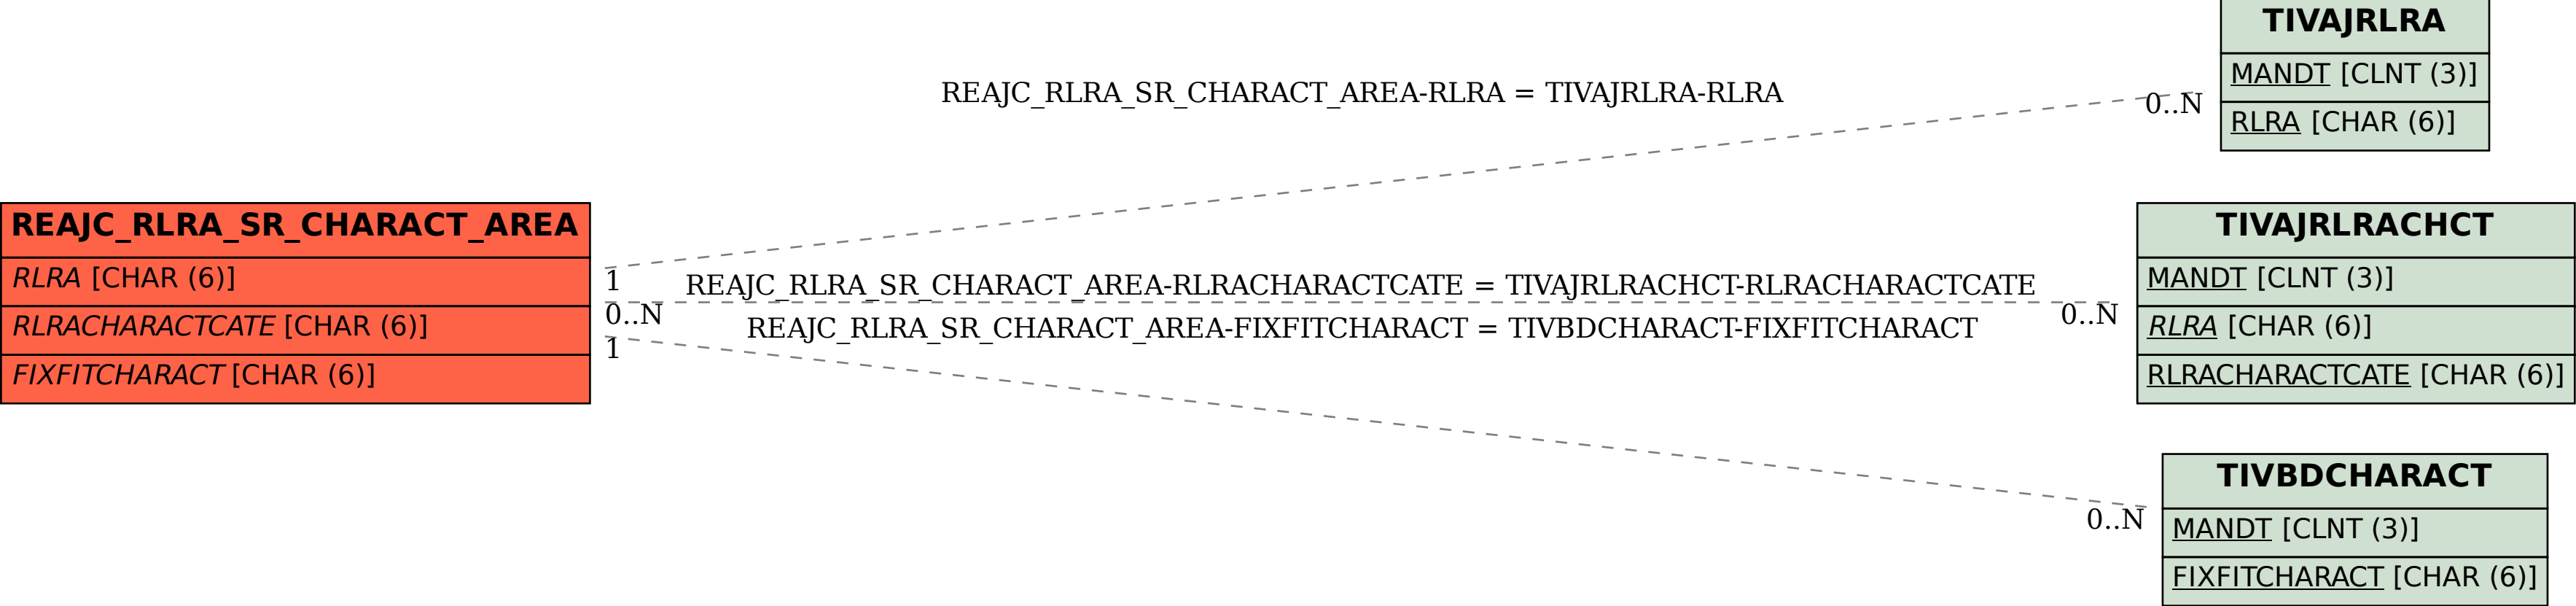 TIVAJRLRA
MANDT [CLNT (3)]
RLRA [CHAR (6)]
REAJC_RLRA_SR_CHARACT_AREA-RLRA = TIVAJRLRA-RLRA
0..N
REAJC_RLRA_SR_CHARACT_AREA
RLRA [CHAR (6)]
RLRACHARACTCATE [CHAR (6)]
FIXFITCHARACT [CHAR (6)]
1
REAJC_RLRA_SR_CHARACT_AREA-RLRACHARACTCATE = TIVAJRLRACHCT-RLRACHARACTCATE
0..N
0..N
REAJC_RLRA_SR_CHARACT_AREA-FIXFITCHARACT = TIVBDCHARACT-FIXFITCHARACT
1
TIVAJRLRACHCT
MANDT [CLNT (3)]
RLRA [CHAR (6)]
RLRACHARACTCATE [CHAR (6)]
0..N
TIVBDCHARACT
MANDT [CLNT (3)]
FIXFITCHARACT [CHAR (6)]